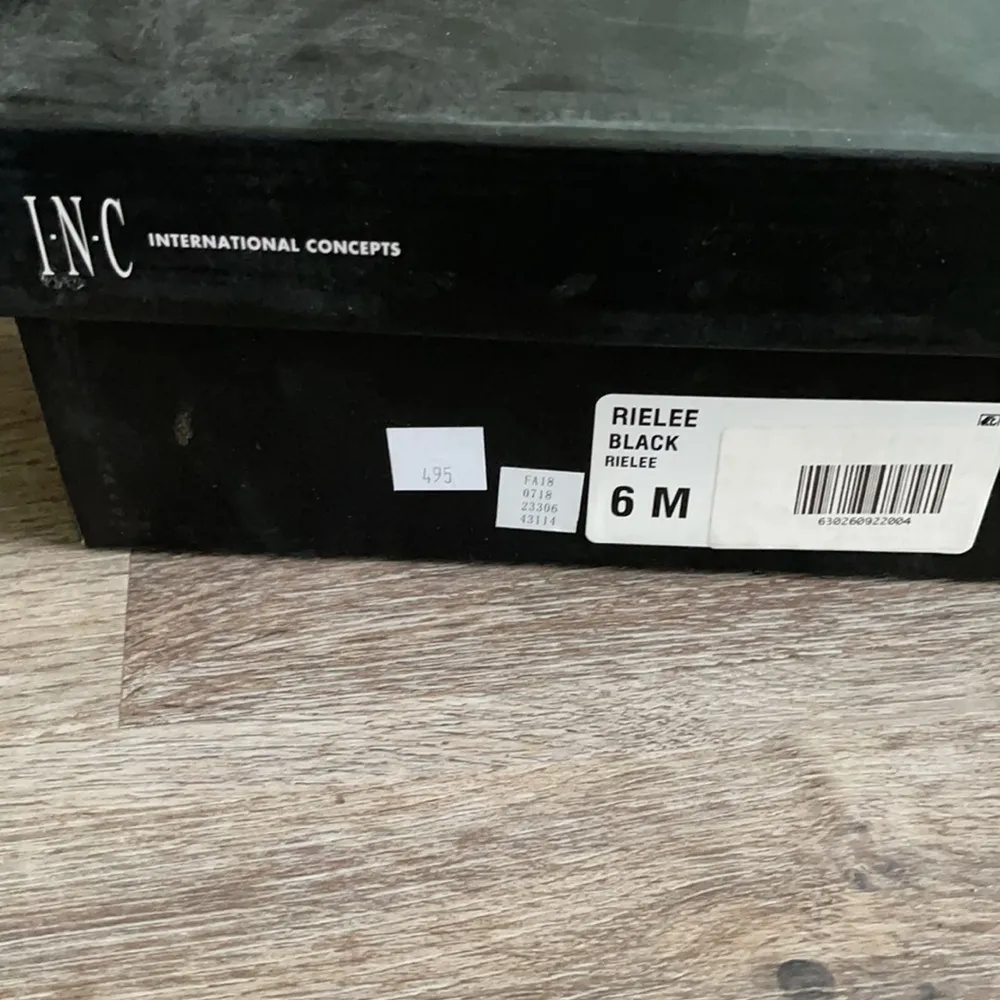 I·N·C INTERNATIONAL CONCEPTS
495
FA18
0718
23306
43114
RIELEE
BLACK
RIELEE
6 M
630260922004